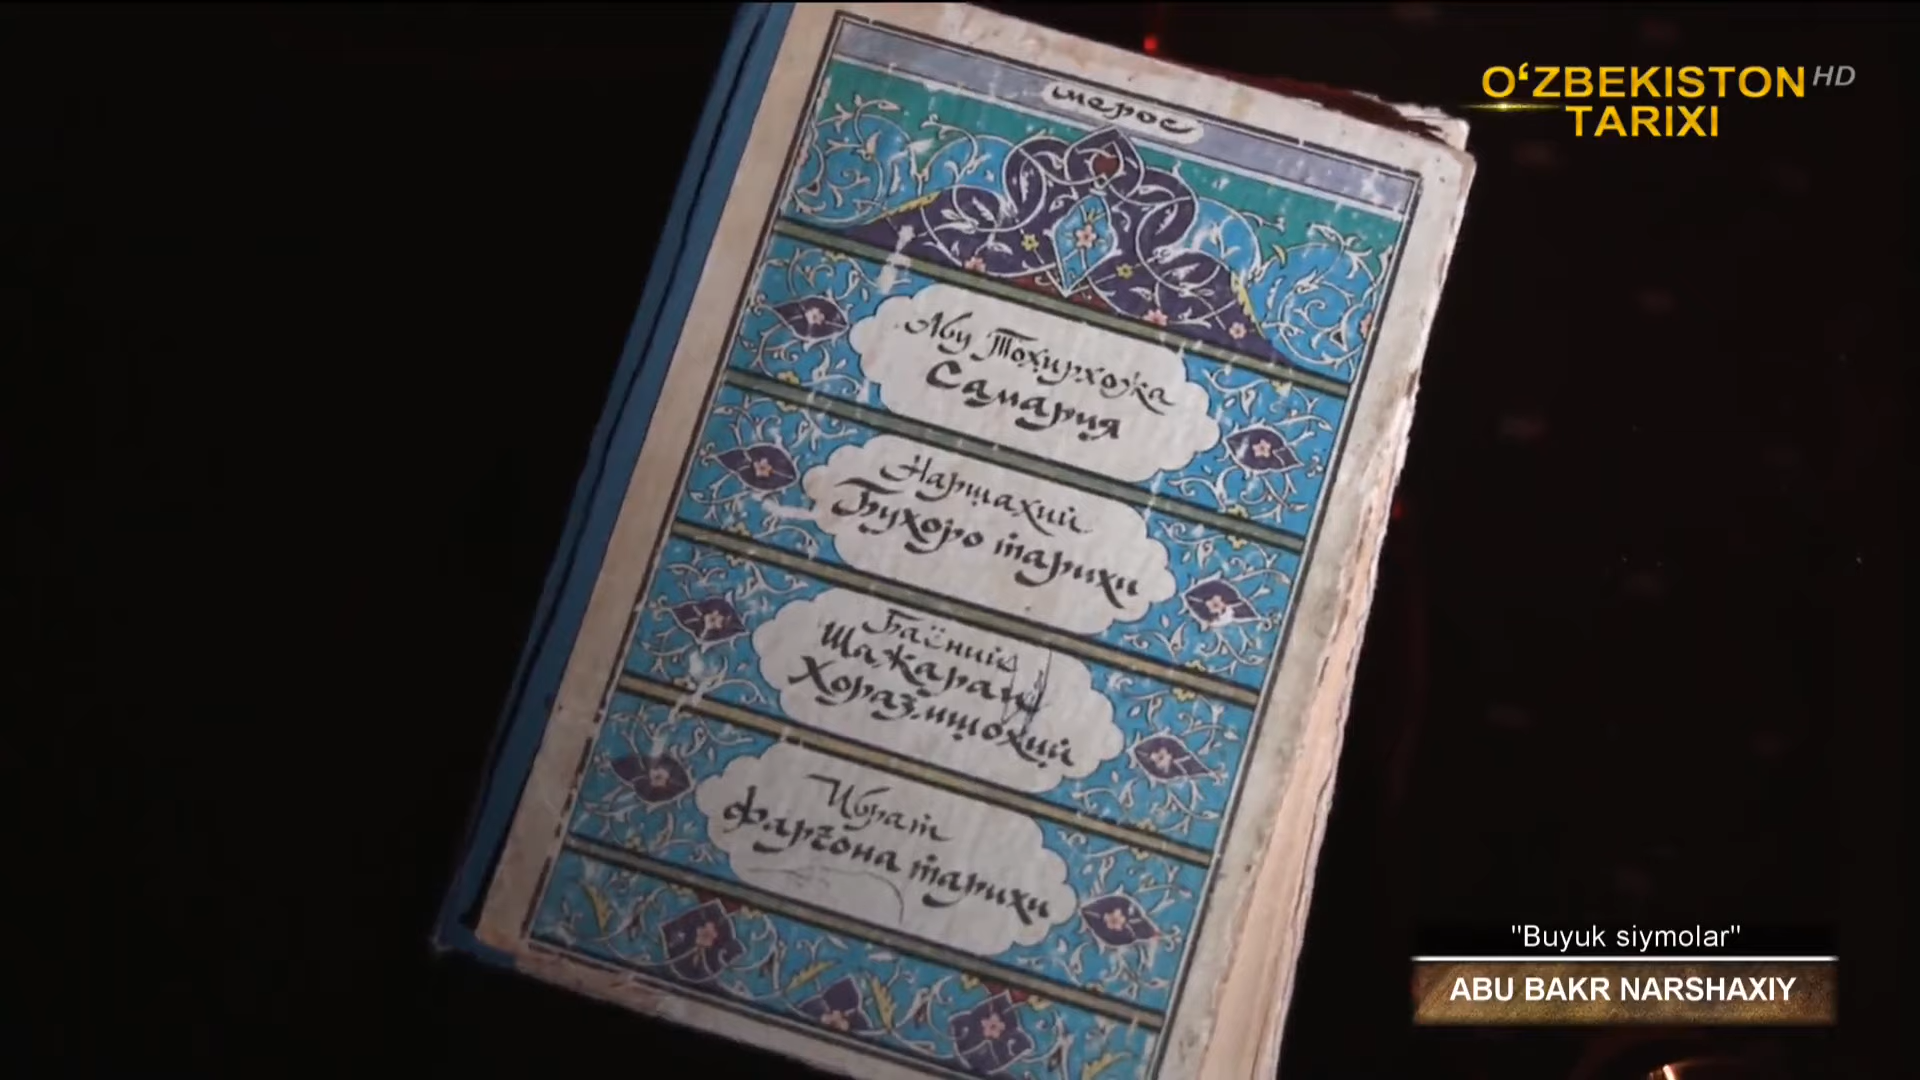 мерос
Абу Тоҳирхожа
Самария
Наршахий
Бухоро тарихи
Баёний
Шажараи
Хоразмшоҳий
Ибрат
Фарғона тарихи
O‘ZBEKISTON HD
TARIXI
"Buyuk siymolar"
ABU BAKR NARSHAXIY